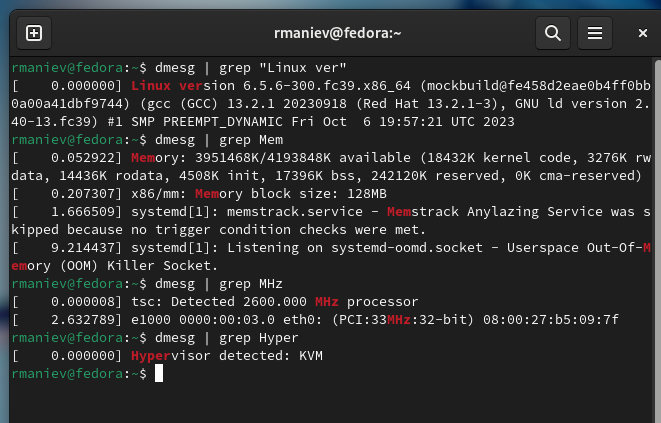 rmaniev@fedora:~
rmaniev@fedora:~$ dmesg | grep "Linux ver"
[    0.000000] Linux version 6.5.6-300.fc39.x86_64 (mockbuild@fe458d2eae0b4ff0bb
0a00a41dbf9744) (gcc (GCC) 13.2.1 20230918 (Red Hat 13.2.1-3), GNU ld version 2.
40-13.fc39) #1 SMP PREEMPT_DYNAMIC Fri Oct  6 19:57:21 UTC 2023
rmaniev@fedora:~$ dmesg | grep Mem
[    0.052922] Memory: 3951468K/4193848K available (18432K kernel code, 3276K rw
data, 14436K rodata, 4508K init, 17396K bss, 242120K reserved, 0K cma-reserved)
[    0.207307] x86/mm: Memory block size: 128MB
[    1.666509] systemd[1]: memstrack.service - Memstrack Anylazing Service was s
kipped because no trigger condition checks were met.
[    9.214437] systemd[1]: Listening on systemd-oomd.socket - Userspace Out-Of-M
emory (OOM) Killer Socket.
rmaniev@fedora:~$ dmesg | grep MHz
[    0.000008] tsc: Detected 2600.000 MHz processor
[    2.632789] e1000 0000:00:03.0 eth0: (PCI:33MHz:32-bit) 08:00:27:b5:09:7f
rmaniev@fedora:~$ dmesg | grep Hyper
[    0.000000] Hypervisor detected: KVM
rmaniev@fedora:~$